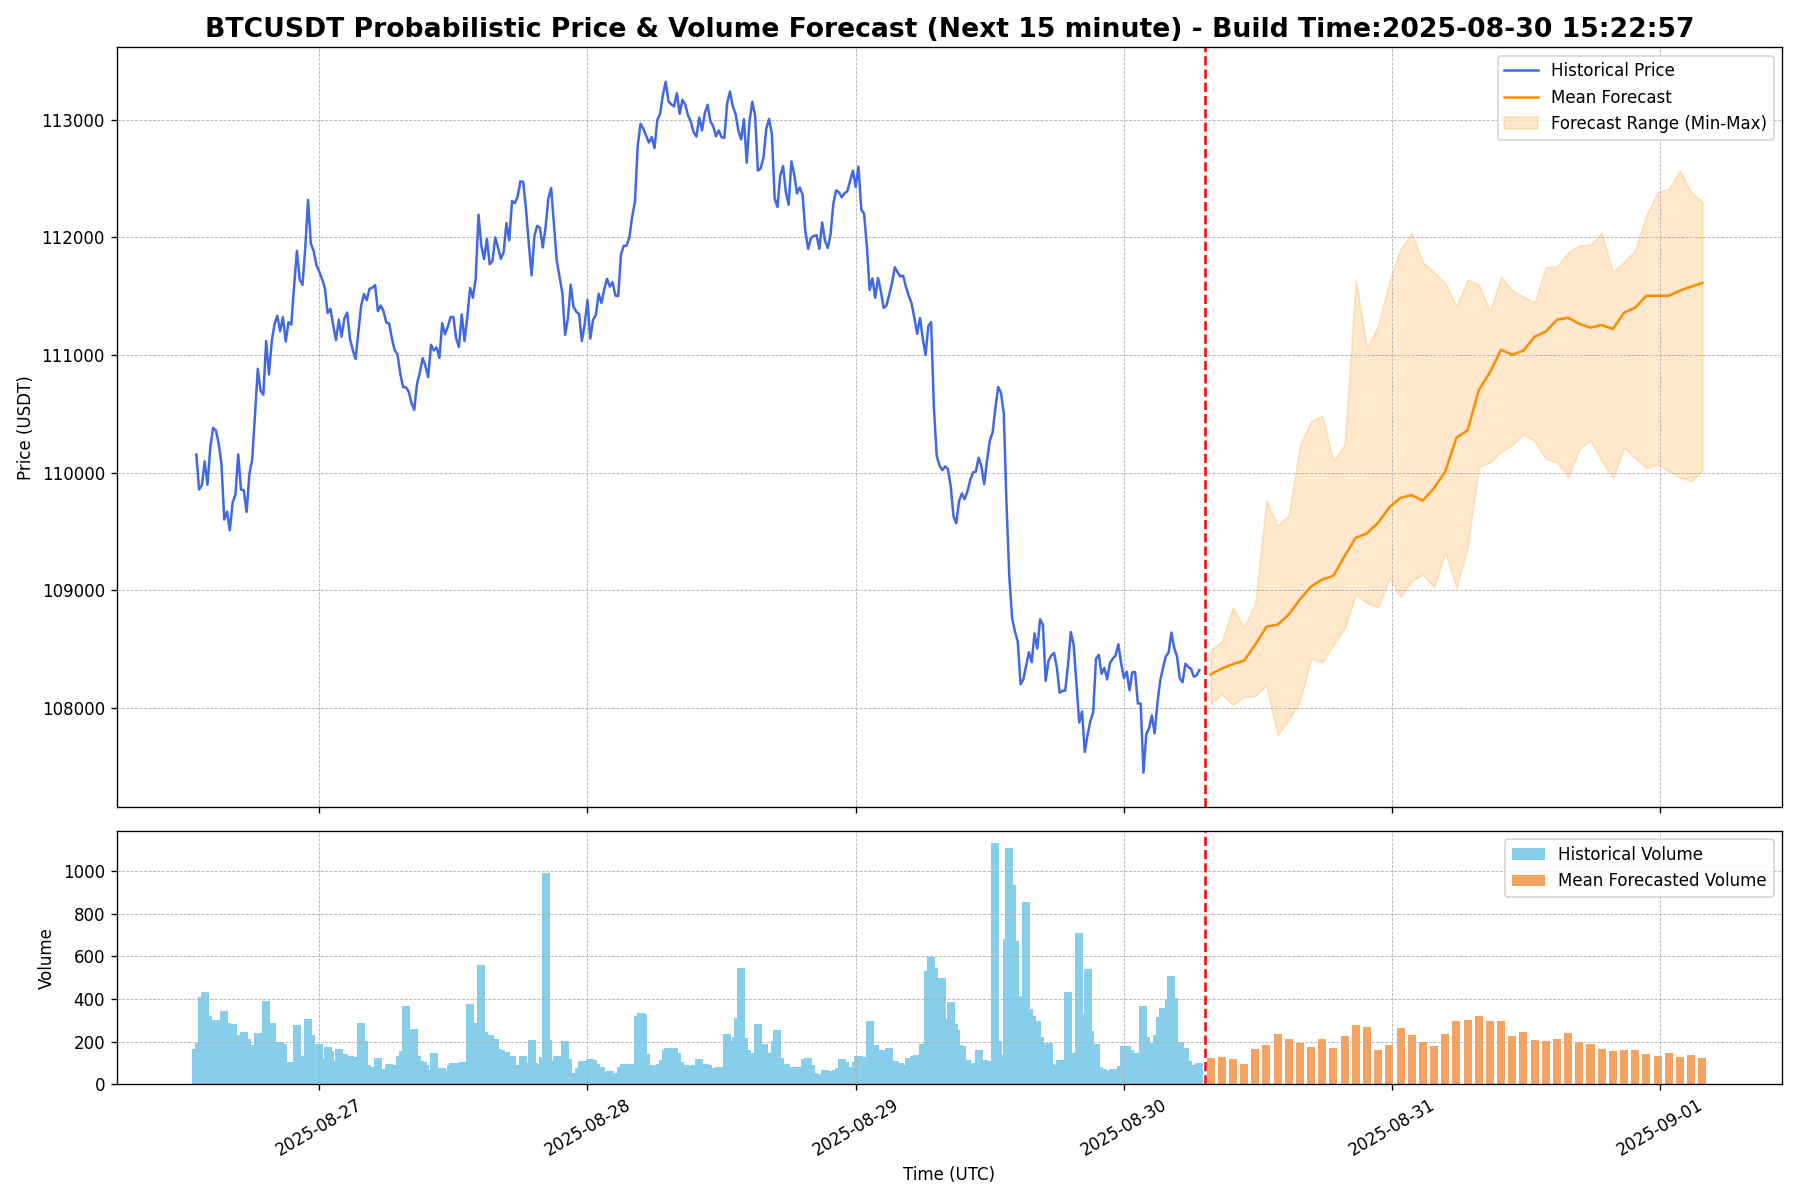 BTCUSDT Probabilistic Price & Volume Forecast (Next 15 minute) - Build Time:2025-08-30 15:22:57
Historical Price
Mean Forecast
Forecast Range (Min-Max)
113000
112000
111000
110000
109000
108000
Price (USDT)
Historical Volume
Mean Forecasted Volume
1000
800
600
400
200
0
Volume
2025-08-27
2025-08-28
2025-08-29
2025-08-30
2025-08-31
2025-09-01
Time (UTC)